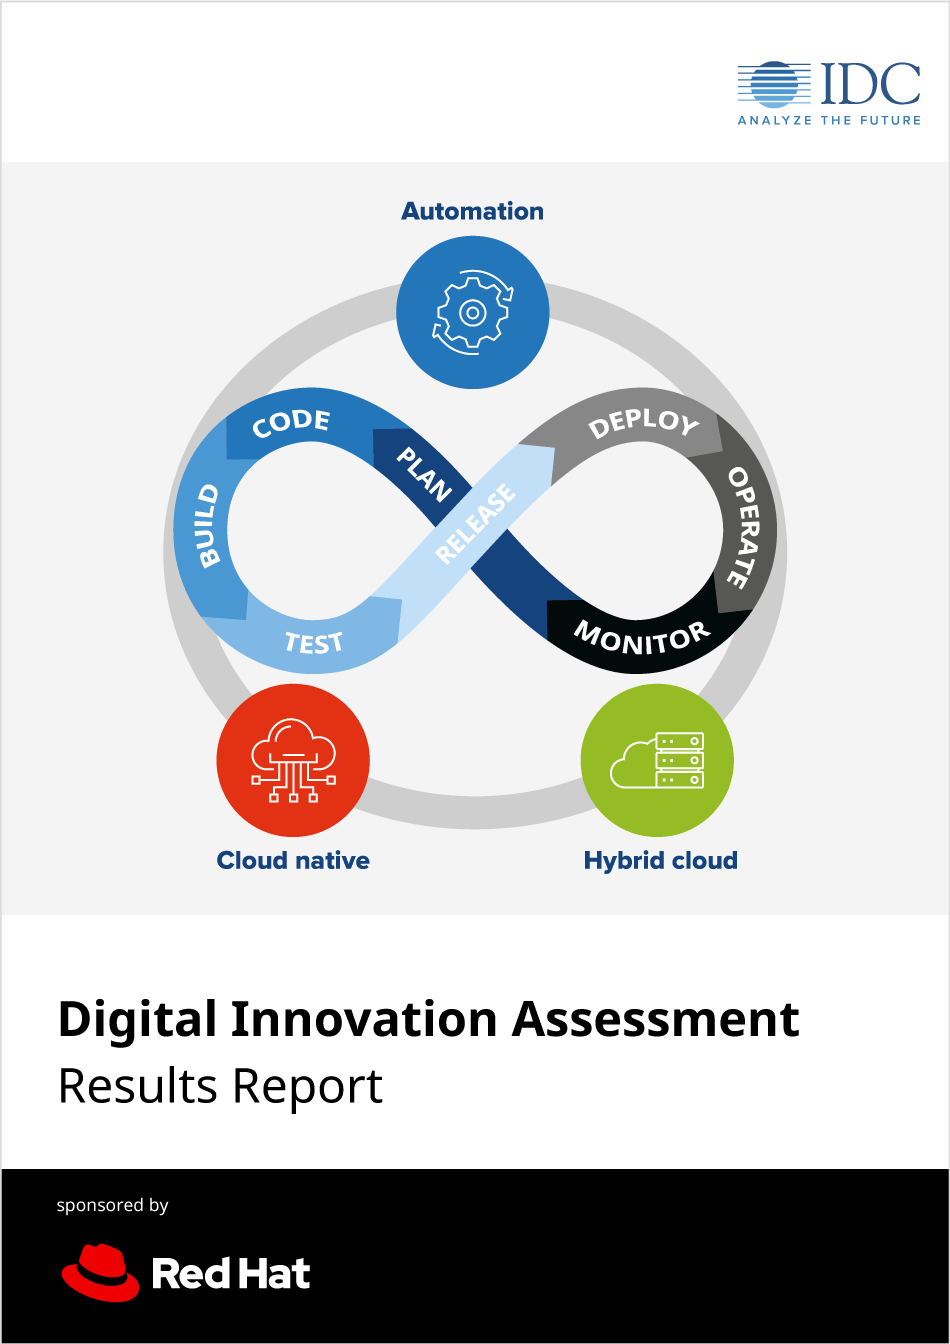 IDC
ANALYZE THE FUTURE
Automation
CODE
PLAN
DEPLOY
BUILD
RELEASE
OPERATE
TEST
MONITOR
Cloud native
Hybrid cloud
Digital Innovation Assessment
Results Report
sponsored by
Red Hat